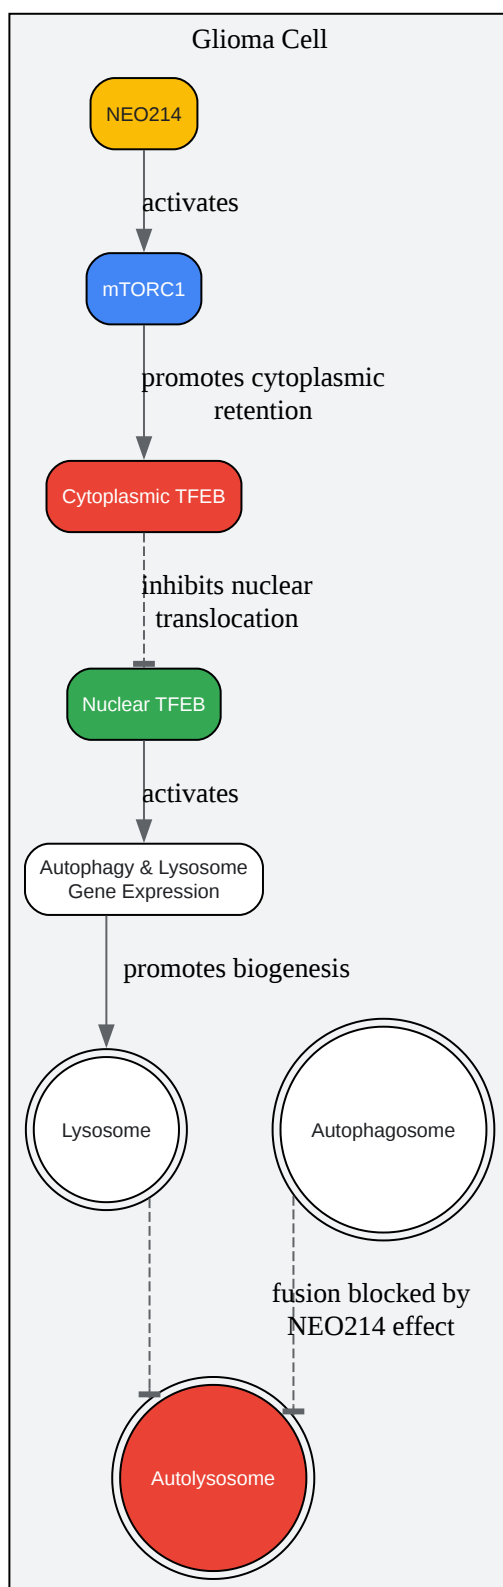 Glioma Cell
NEO214
activates
mTORC1
promotes cytoplasmic
retention
Cytoplasmic TFEB
inhibits nuclear
translocation
Nuclear TFEB
activates
Autophagy & Lysosome
Gene Expression
promotes biogenesis
Lysosome
Autophagosome
fusion blocked by
NEO214 effect
Autolysosome